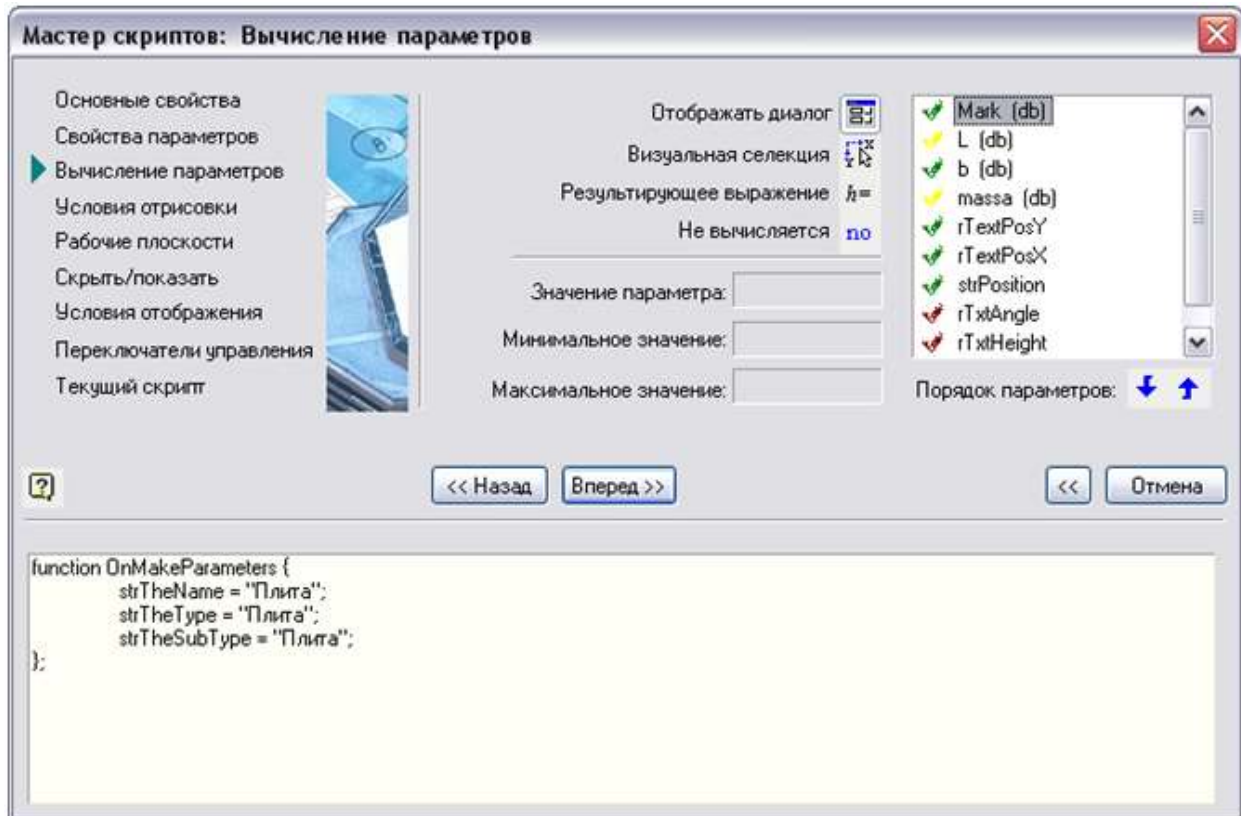 Мастер скриптов: Вычисление параметров
Основные свойства
Свойства параметров
Вычисление параметров
Условия отрисовки
Рабочие плоскости
Скрыть/показать
Условия отображения
Переключатели управления
Текущий скрипт
Отображать диалог
Визуальная селекция
Результирующее выражение h=
Не вычисляется no
Значение параметра:
Минимальное значение:
Максимальное значение:
Mark (db)
L (db)
b (db)
massa (db)
rTextPosY
rTextPosX
strPosition
rTxtAngle
rTxtHeight
Порядок параметров:
<< Назад
Вперед >>
<<
Отмена
function OnMakeParameters {
strTheName = "Плита";
strTheType = "Плита";
strTheSubType = "Плита";
};